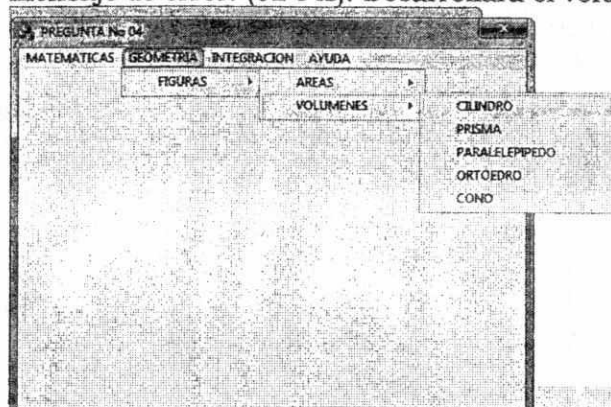 PREGUNTA No 04
MATEMATICAS GEOMETRIA INTEGRACION AYUDA
FIGURAS AREAS
VOLUMENES CILINDRO
PRISMA
PARALELEPIPEDO
ORTOEDRO
CONO